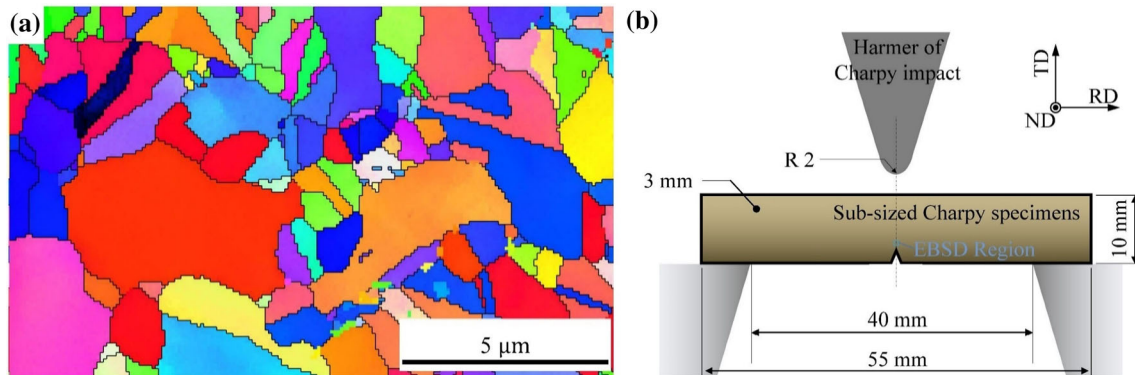 (a)
5 μm
(b)
Harmer of
Charpy impact
TD
RD
ND
R 2
3 mm
Sub-sized Charpy specimens
EBSD Region
10 mm
40 mm
55 mm